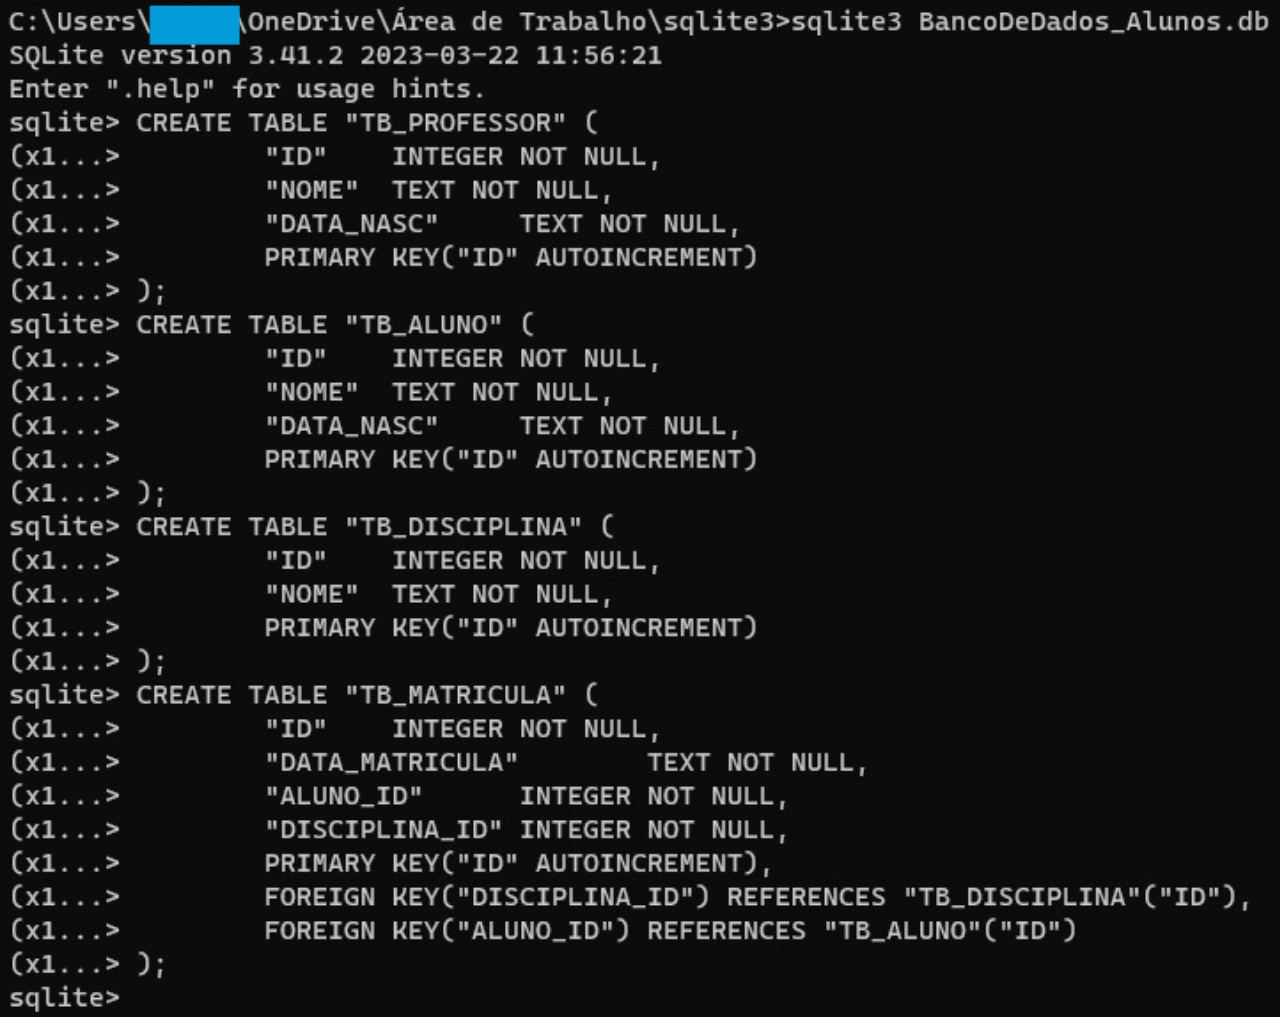 C:\Users\ \OneDrive\Área de Trabalho\sqlite3>sqlite3 BancoDeDados_Alunos.db
SQLite version 3.41.2 2023-03-22 11:56:21
Enter ".help" for usage hints.
sqlite> CREATE TABLE "TB_PROFESSOR" (
(x1...>         "ID"    INTEGER NOT NULL,
(x1...>         "NOME"  TEXT NOT NULL,
(x1...>         "DATA_NASC"     TEXT NOT NULL,
(x1...>         PRIMARY KEY("ID" AUTOINCREMENT)
(x1...> );
sqlite> CREATE TABLE "TB_ALUNO" (
(x1...>         "ID"    INTEGER NOT NULL,
(x1...>         "NOME"  TEXT NOT NULL,
(x1...>         "DATA_NASC"     TEXT NOT NULL,
(x1...>         PRIMARY KEY("ID" AUTOINCREMENT)
(x1...> );
sqlite> CREATE TABLE "TB_DISCIPLINA" (
(x1...>         "ID"    INTEGER NOT NULL,
(x1...>         "NOME"  TEXT NOT NULL,
(x1...>         PRIMARY KEY("ID" AUTOINCREMENT)
(x1...> );
sqlite> CREATE TABLE "TB_MATRICULA" (
(x1...>         "ID"    INTEGER NOT NULL,
(x1...>         "DATA_MATRICULA"        TEXT NOT NULL,
(x1...>         "ALUNO_ID"      INTEGER NOT NULL,
(x1...>         "DISCIPLINA_ID" INTEGER NOT NULL,
(x1...>         PRIMARY KEY("ID" AUTOINCREMENT),
(x1...>         FOREIGN KEY("DISCIPLINA_ID") REFERENCES "TB_DISCIPLINA"("ID"),
(x1...>         FOREIGN KEY("ALUNO_ID") REFERENCES "TB_ALUNO"("ID")
(x1...> );
sqlite>